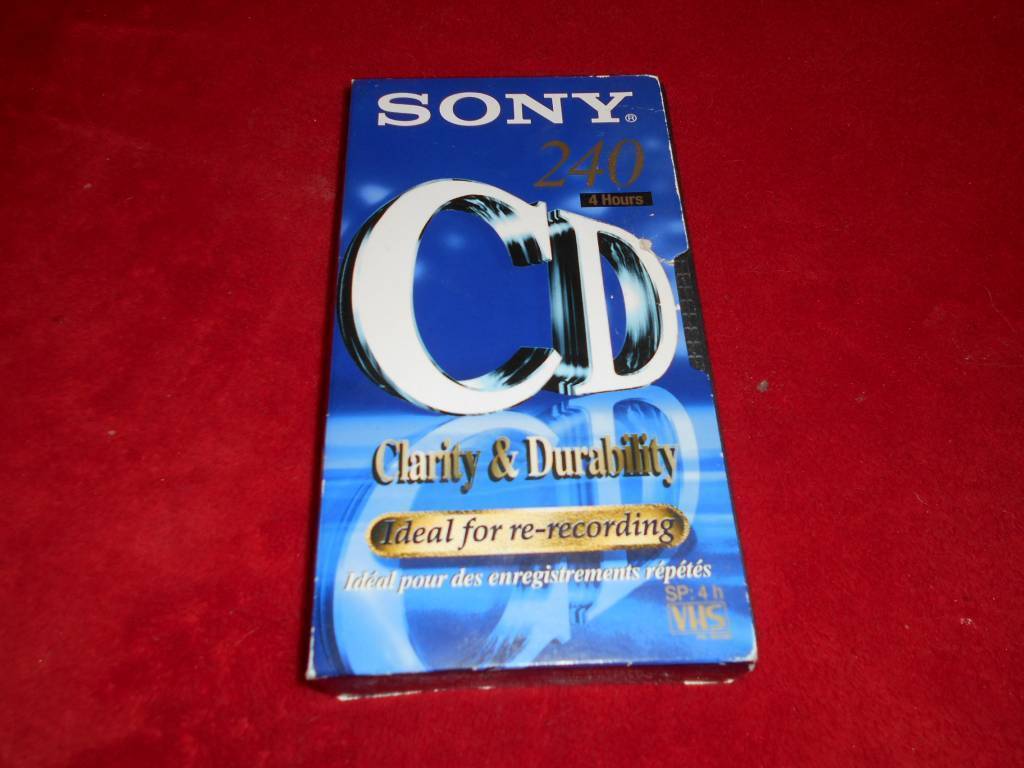 SONY®
240
4 Hours
CD
Clarity & Durability
Ideal for re-recording
Idéal pour des enregistrements répétés
SP: 4 h
VHS